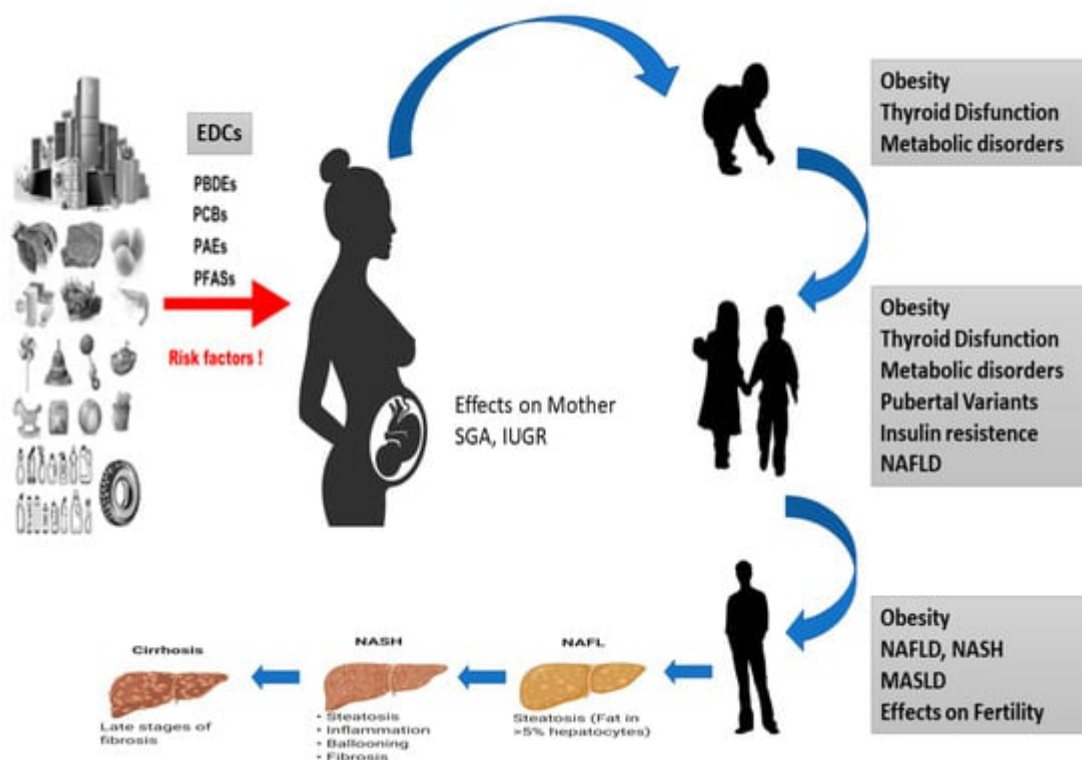 EDCs
PBDEs
PCBs
PAEs
PFASs
Risk factors !
Effects on Mother
SGA, IUGR
Obesity
Thyroid Disfunction
Metabolic disorders
Obesity
Thyroid Disfunction
Metabolic disorders
Pubertal Variants
Insulin resistence
NAFLD
Obesity
NAFLD, NASH
MASLD
Effects on Fertility
NAFL
Steatosis (Fat in
>5% hepatocytes)
NASH
• Steatosis
• Inflammation
• Ballooning
• Fibrosis
Cirrhosis
Late stages of
fibrosis